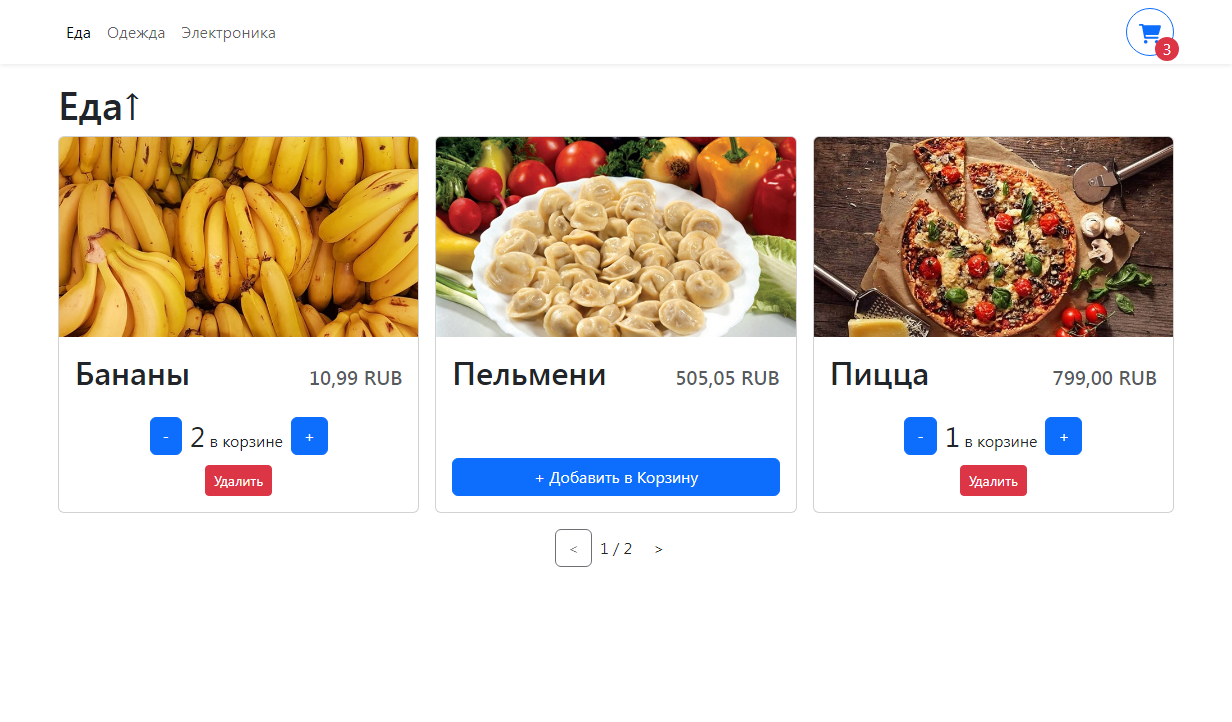 Еда Одежда Электроника
3
Еда↑
Бананы 10,99 RUB
- 2 в корзине +
Удалить
Пельмени 505,05 RUB
+ Добавить в Корзину
Пицца 799,00 RUB
- 1 в корзине +
Удалить
< 1 / 2 >